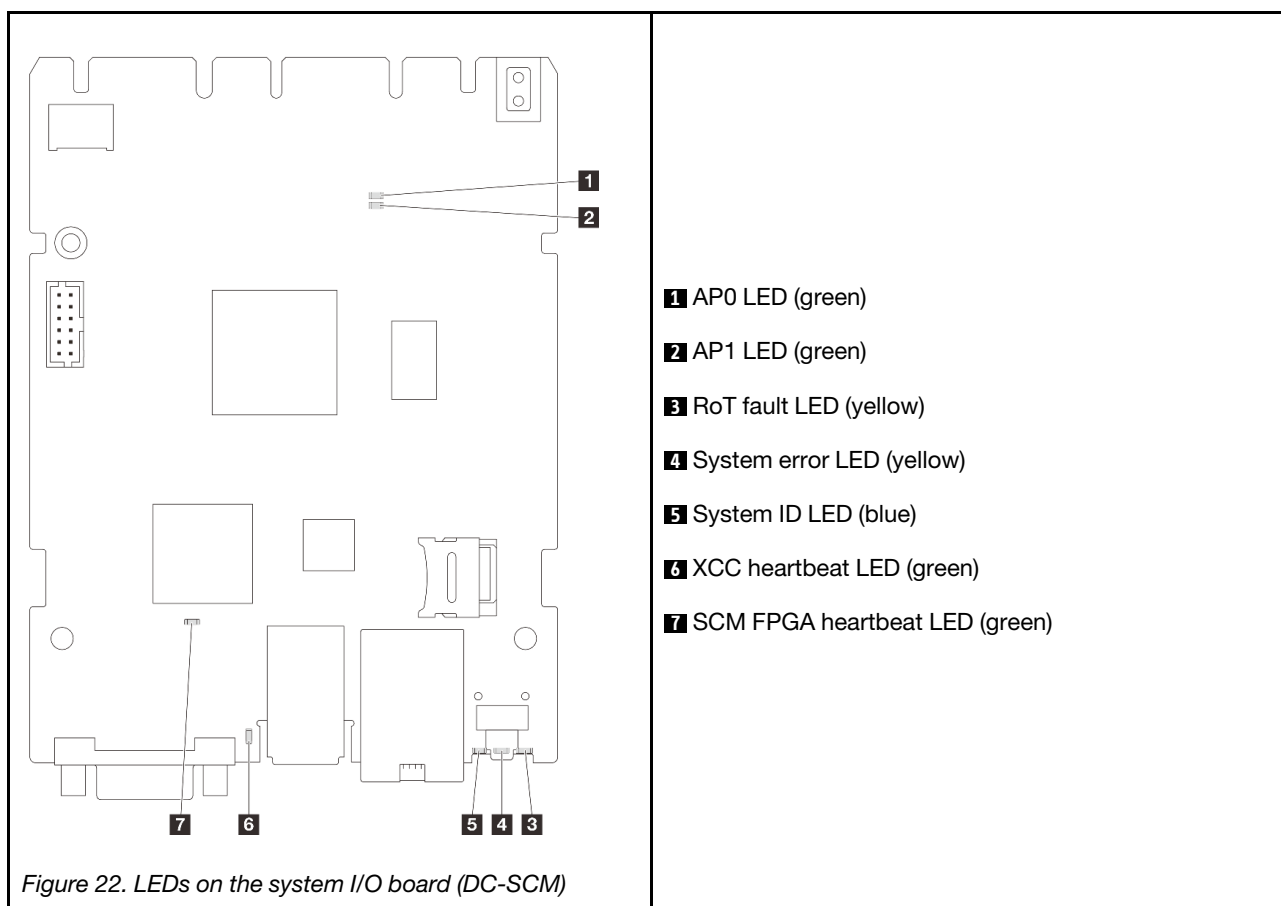 1
2
7
6
5
4
3
Figure 22. LEDs on the system I/O board (DC-SCM)
1 AP0 LED (green)
2 AP1 LED (green)
3 RoT fault LED (yellow)
4 System error LED (yellow)
5 System ID LED (blue)
6 XCC heartbeat LED (green)
7 SCM FPGA heartbeat LED (green)